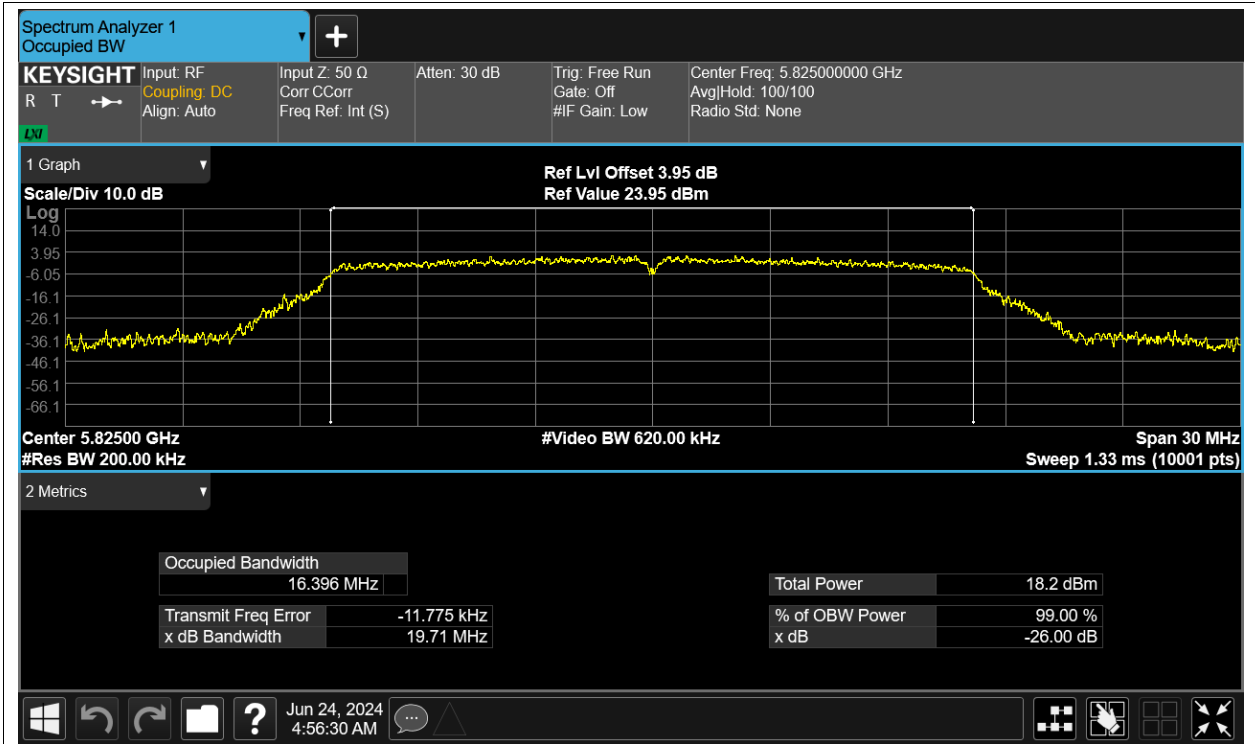 Spectrum Analyzer 1
Occupied BW
KEYSIGHT Input: RF Input Z: 50 Ω Atten: 30 dB Trig: Free Run Center Freq: 5.825000000 GHz
R T Coupling: DC Corr CCorr Gate: Off Avg|Hold: 100/100
Align: Auto Freq Ref: Int (S) #IF Gain: Low Radio Std: None
LXI
1 Graph
Ref Lvl Offset 3.95 dB
Scale/Div 10.0 dB Ref Value 23.95 dBm
Log
14.0
3.95
-6.05
-16.1
-26.1
-36.1
-46.1
-56.1
-66.1
Center 5.82500 GHz #Video BW 620.00 kHz Span 30 MHz
#Res BW 200.00 kHz Sweep 1.33 ms (10001 pts)
2 Metrics
Occupied Bandwidth
16.396 MHz Total Power 18.2 dBm
Transmit Freq Error -11.775 kHz % of OBW Power 99.00 %
x dB Bandwidth 19.71 MHz x dB -26.00 dB
? Jun 24, 2024
4:56:30 AM